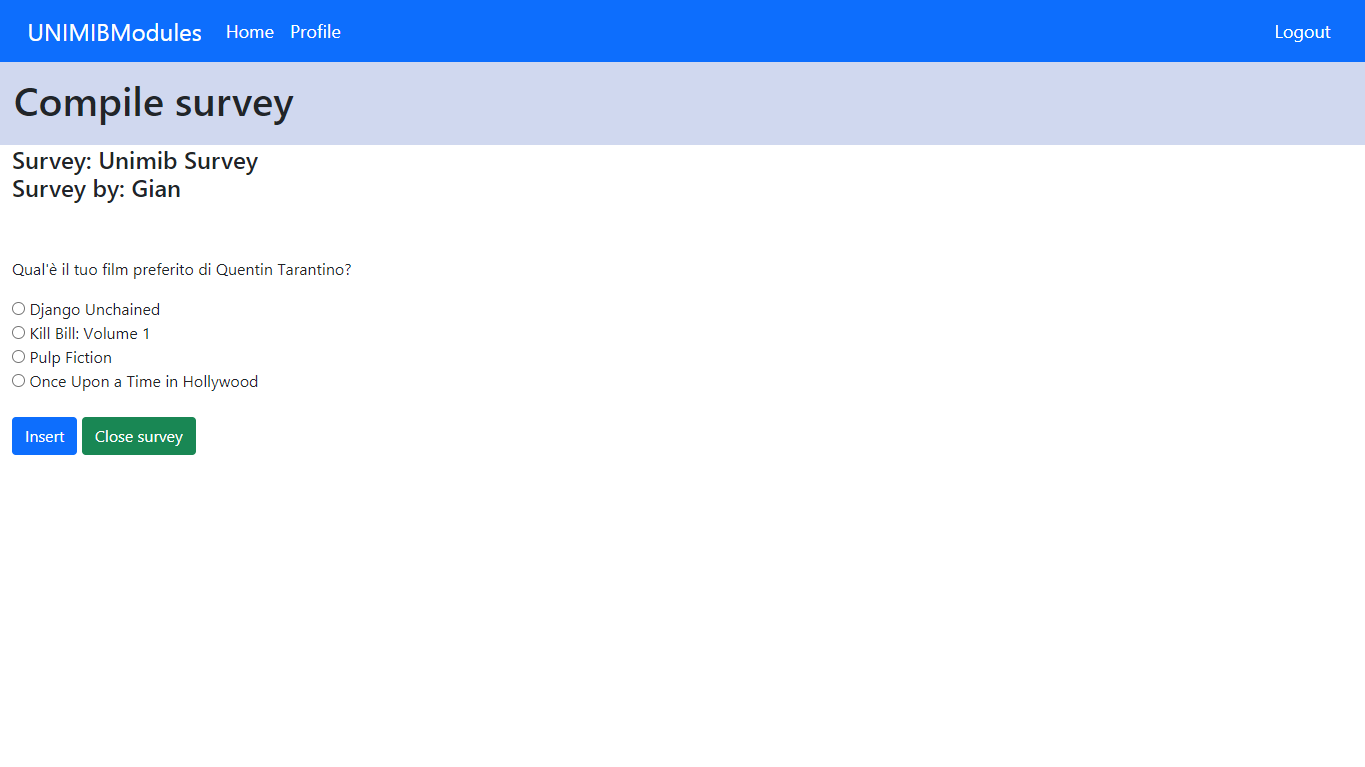 UNIMIBModules Home Profile Logout
Compile survey
Survey: Unimib Survey
Survey by: Gian
Qual'è il tuo film preferito di Quentin Tarantino?
Django Unchained
Kill Bill: Volume 1
Pulp Fiction
Once Upon a Time in Hollywood
Insert Close survey